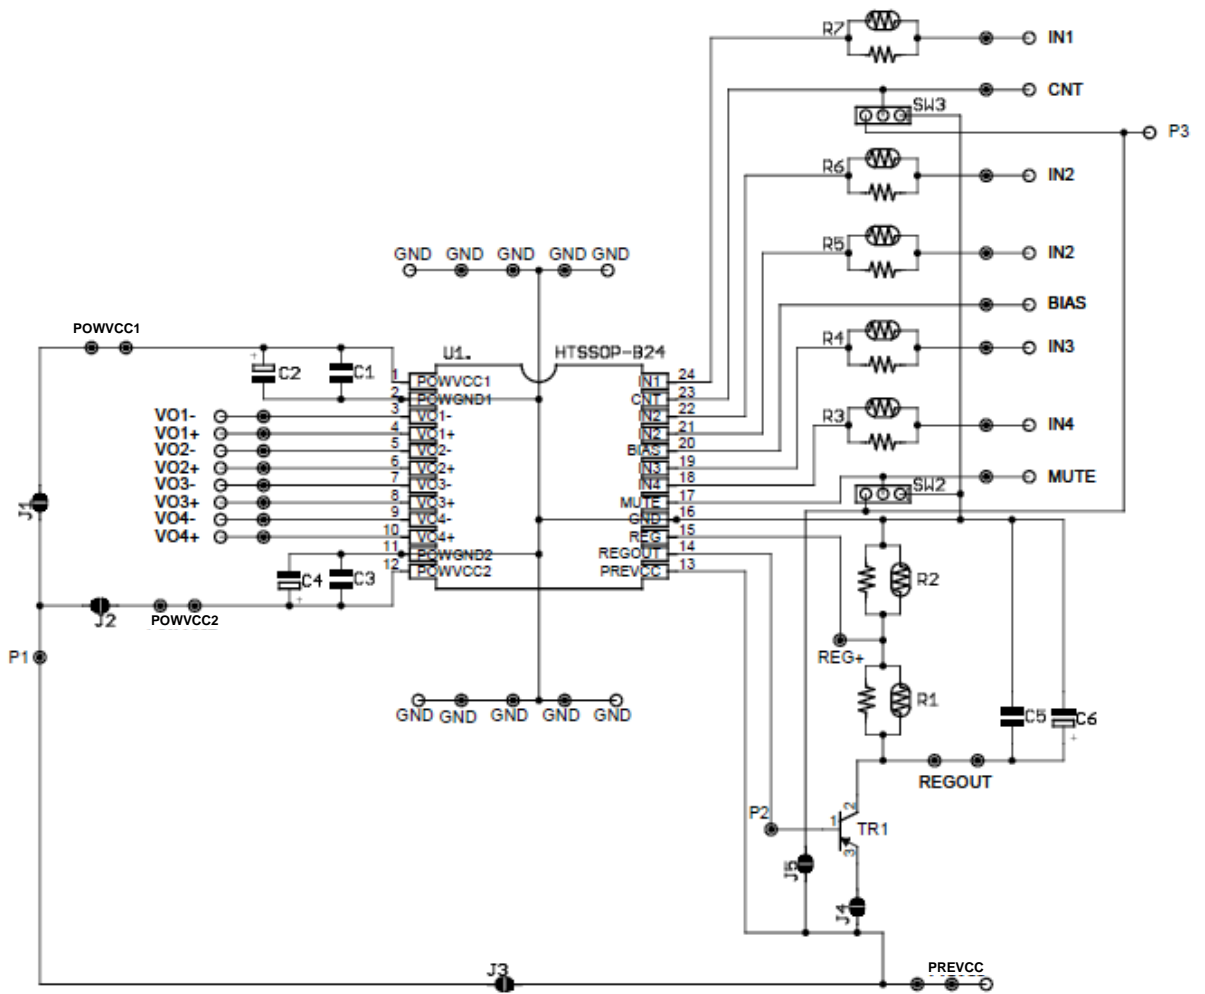 R7
IN1
CNT
SW3
P3
R6
IN2
R5
IN2
GND GND GND GND GND
BIAS
POWVCC1
R4
IN3
U1.
HTSSOP-B24
C2
C1
1
POWVCC1
IN1
24
2
POWGND1
CNT
23
VO1-
3
VO1-
IN2
22
R3
IN4
VO1+
4
VO1+
IN2
21
VO2-
5
VO2-
BIAS
20
VO2+
6
VO2+
IN3
19
VO3-
7
VO3-
IN4
18
MUTE
SW2
VO3+
8
VO3+
MUTE
17
J1
VO4-
9
VO4-
GND
16
VO4+
10
VO4+
REG
15
11
POWGND2
REGOUT
14
12
POWVCC2
PREVCC
13
C4
C3
R2
J2
POWVCC2
P1
REG+
R1
GND GND GND GND GND
C5
C6
REGOUT
P2
1
2
3
TR1
J5
J4
J3
PREVCC
+
+
+